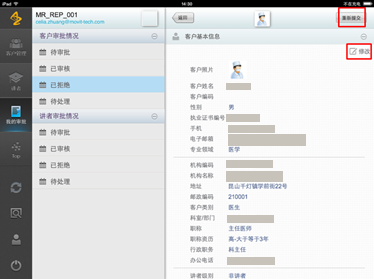 iPad
14:30
不在充电
MR_REP_001
celia.zhuang@movit-tech.com
返回
重新提交
客户审批情况
待审批
已审核
已拒绝
待处理
讲者审批情况
待审批
已审核
已拒绝
待处理
客户管理
讲点
我的审批
Top
客户基本信息
修改
客户照片
客户姓名
客户编码
性别 男
执业证书编号
手机
电子邮箱
专业领域 医学
机构编码
机构名称
地址 昆山千灯镇学前街22号
邮政编码 210001
客户类别 医生
科室/部门
职称 主任医师
职称资历 高-大于等于3年
行政职务 科主任
办公电话
讲者级别 非讲者